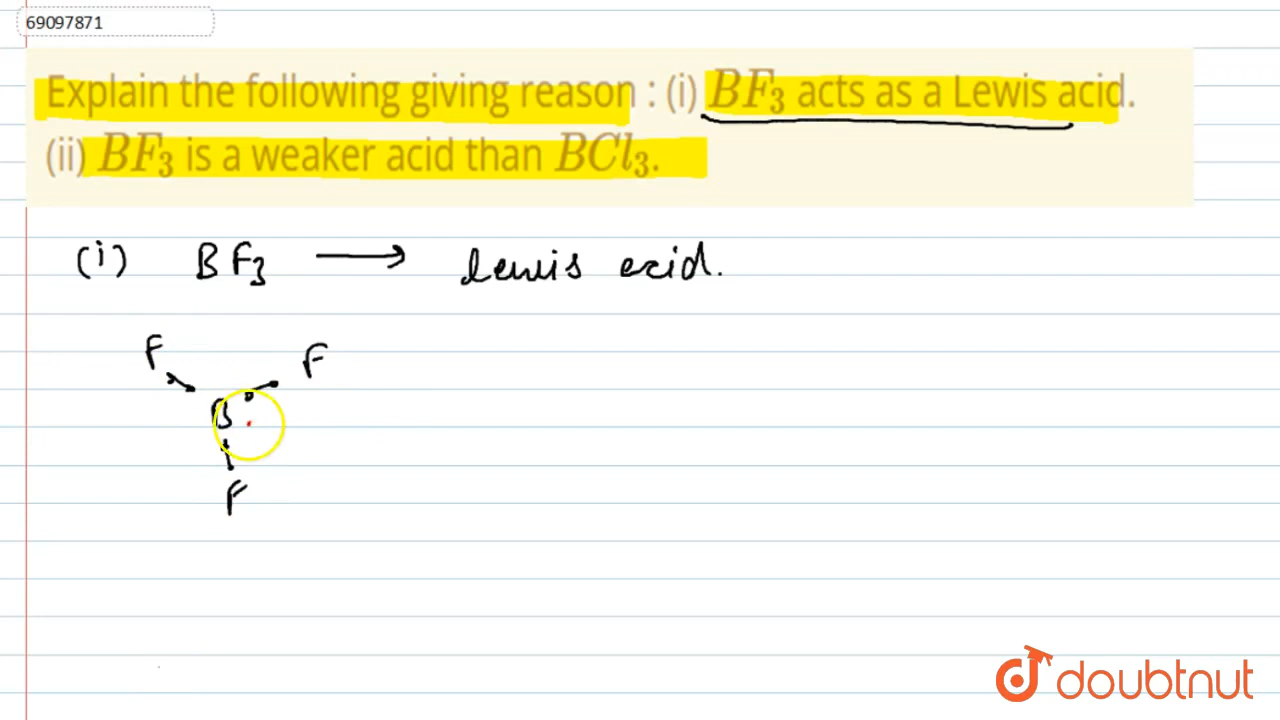 69097871
Explain the following giving reason : (i) BF₃ acts as a Lewis acid.
(ii) BF₃ is a weaker acid than BCl₃.
(i) BF₃ → Lewis acid.
F F
B
F
doubtnut